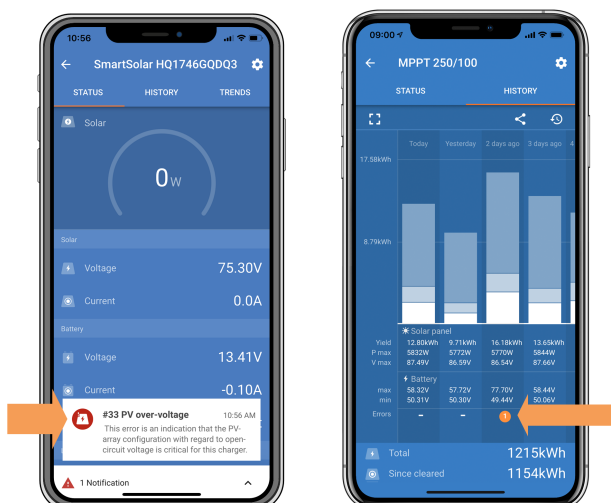 10:56
SmartSolar HQ1746GQDQ3
STATUS HISTORY TRENDS
Solar
0W
Solar
Voltage 75.30V
Current 0.0A
Battery
Voltage 13.41V
Current -0.10A
#33 PV over-voltage 10:56 AM
This error is an indication that the PV-
array configuration with regard to open-
circuit voltage is critical for this charger.
1 Notification
09:00
MPPT 250/100
STATUS HISTORY
Today Yesterday 2 days ago 3 days ago 4
17.58kWh
8.79kWh
Solar panel
Yield 12.80kWh 9.71kWh 16.18kWh 13.65kWh
P max 5832W 5772W 5770W 5844W
V max 87.49V 86.59V 86.54V 87.66V
Battery
max 58.32V 57.72V 77.70V 58.44V
min 50.31V 50.30V 49.44V 50.06V
Errors – – 1
Total 1215kWh
Since cleared 1154kWh